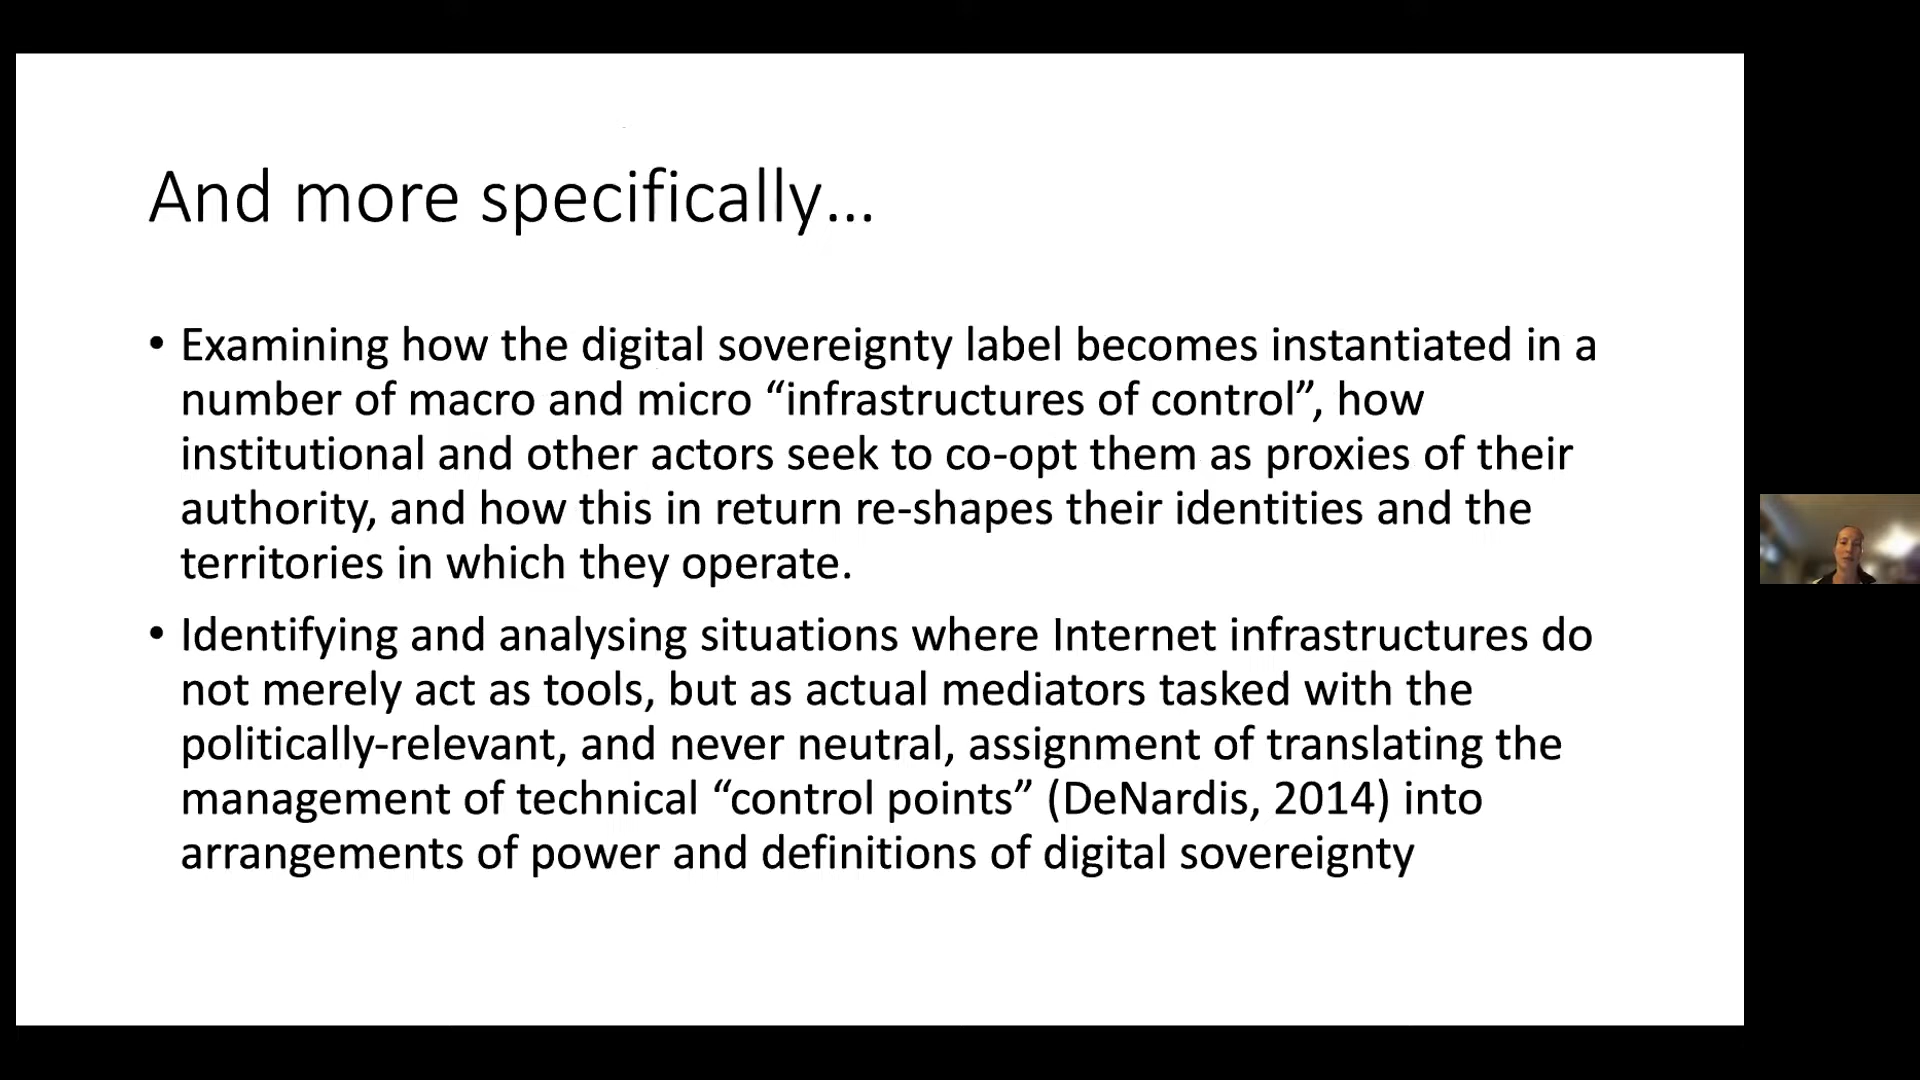 And more specifically...
• Examining how the digital sovereignty label becomes instantiated in a
number of macro and micro “infrastructures of control”, how
institutional and other actors seek to co-opt them as proxies of their
authority, and how this in return re-shapes their identities and the
territories in which they operate.
• Identifying and analysing situations where Internet infrastructures do
not merely act as tools, but as actual mediators tasked with the
politically-relevant, and never neutral, assignment of translating the
management of technical “control points” (DeNardis, 2014) into
arrangements of power and definitions of digital sovereignty